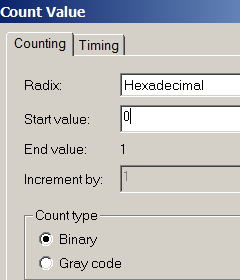 Count Value
Counting Timing
Radix: Hexadecimal
Start value: 0
End value: 1
Increment by: 1
Count type
Binary
Gray code